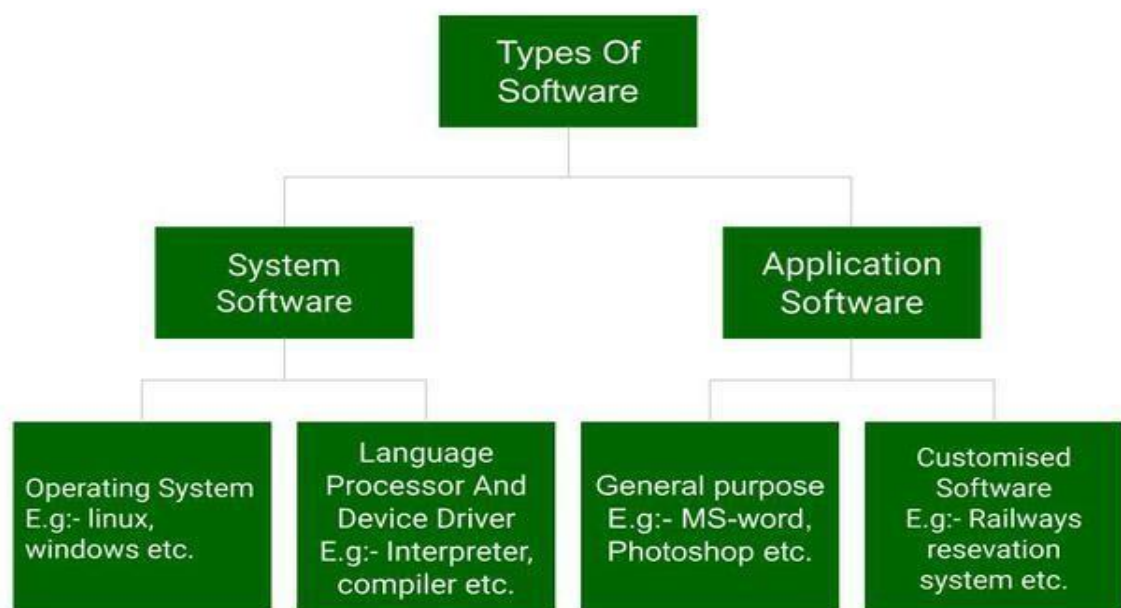 Types Of
Software
System
Software
Application
Software
Operating System
E.g:- linux,
windows etc.
Language
Processor And
Device Driver
E.g:- Interpreter,
compiler etc.
General purpose
E.g:- MS-word,
Photoshop etc.
Customised
Software
E.g:- Railways
resevation
system etc.